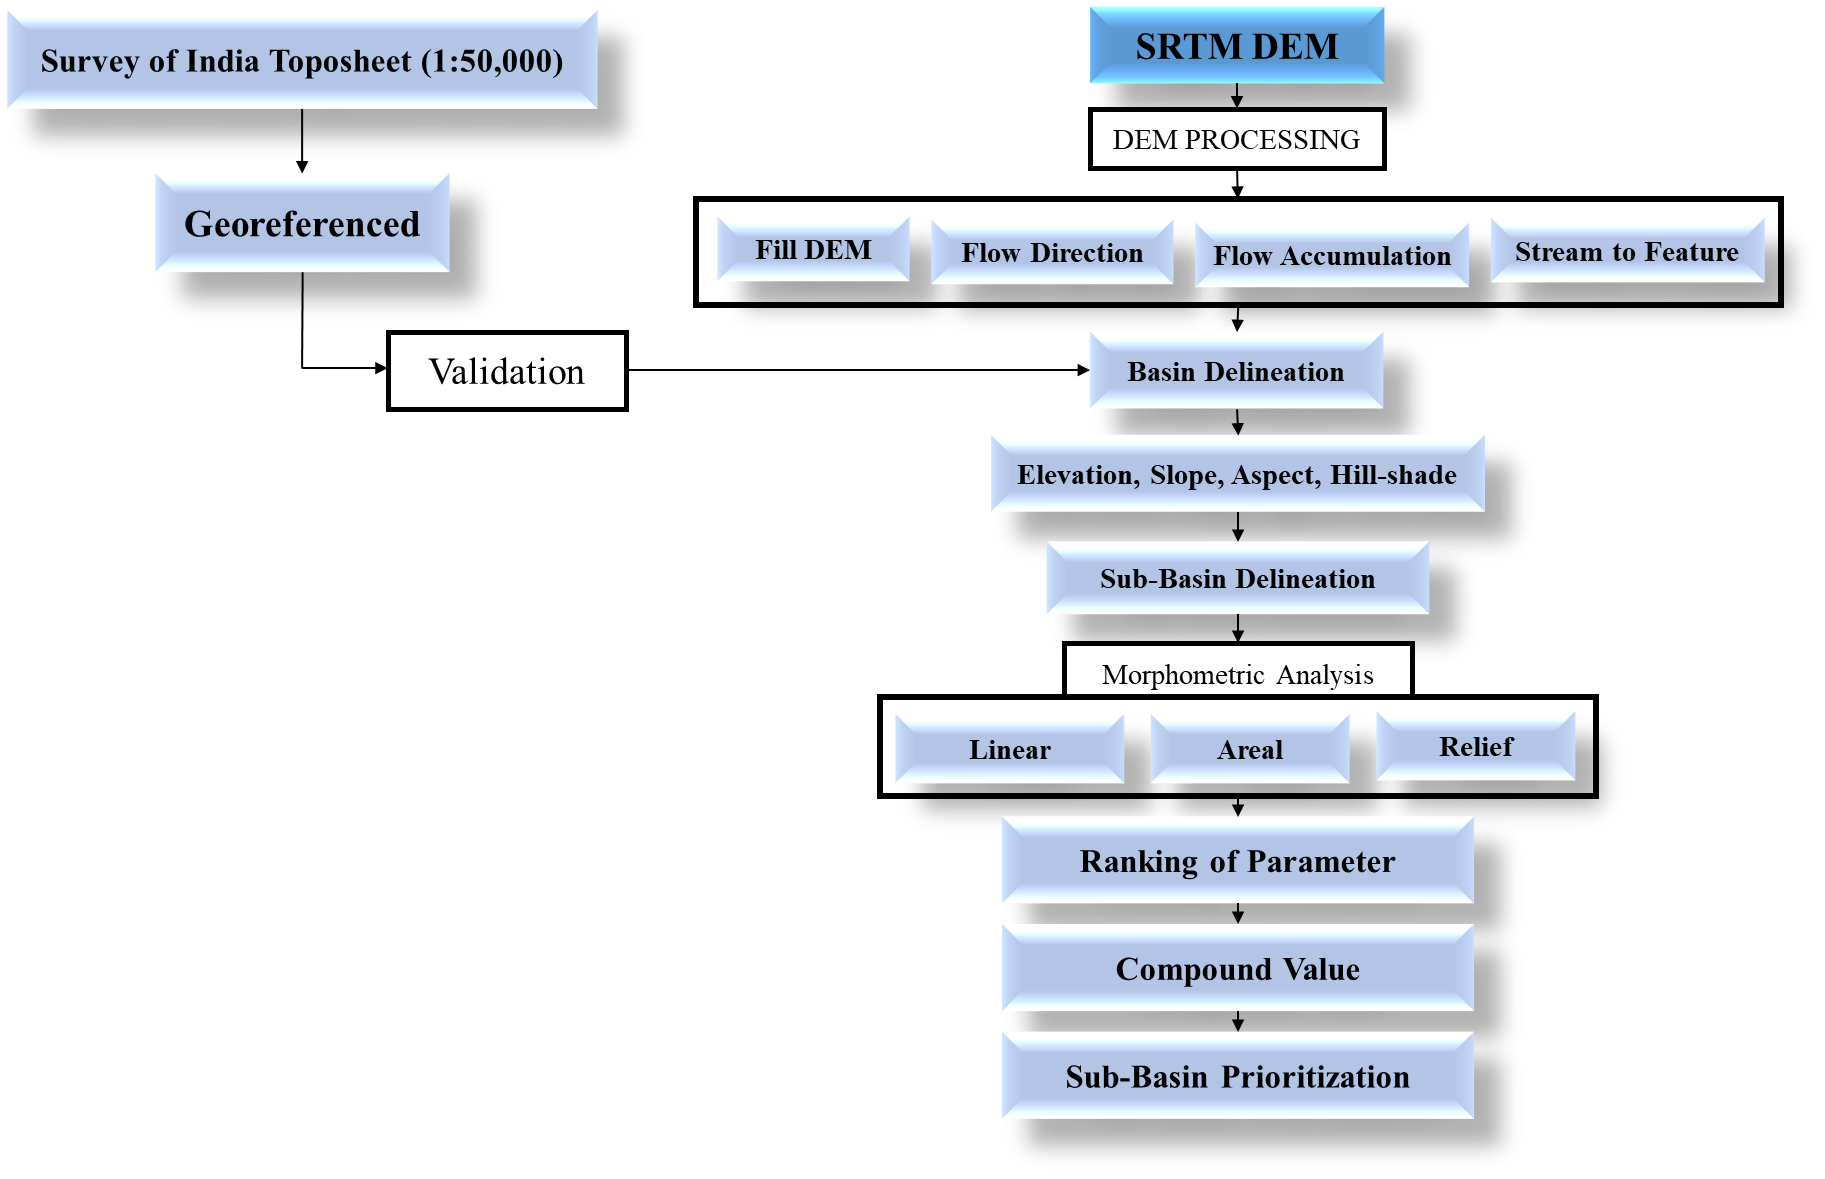 Survey of India Toposheet (1:50,000)
Georeferenced
Validation
SRTM DEM
DEM PROCESSING
Fill DEM
Flow Direction
Flow Accumulation
Stream to Feature
Basin Delineation
Elevation, Slope, Aspect, Hill-shade
Sub-Basin Delineation
Morphometric Analysis
Linear
Areal
Relief
Ranking of Parameter
Compound Value
Sub-Basin Prioritization